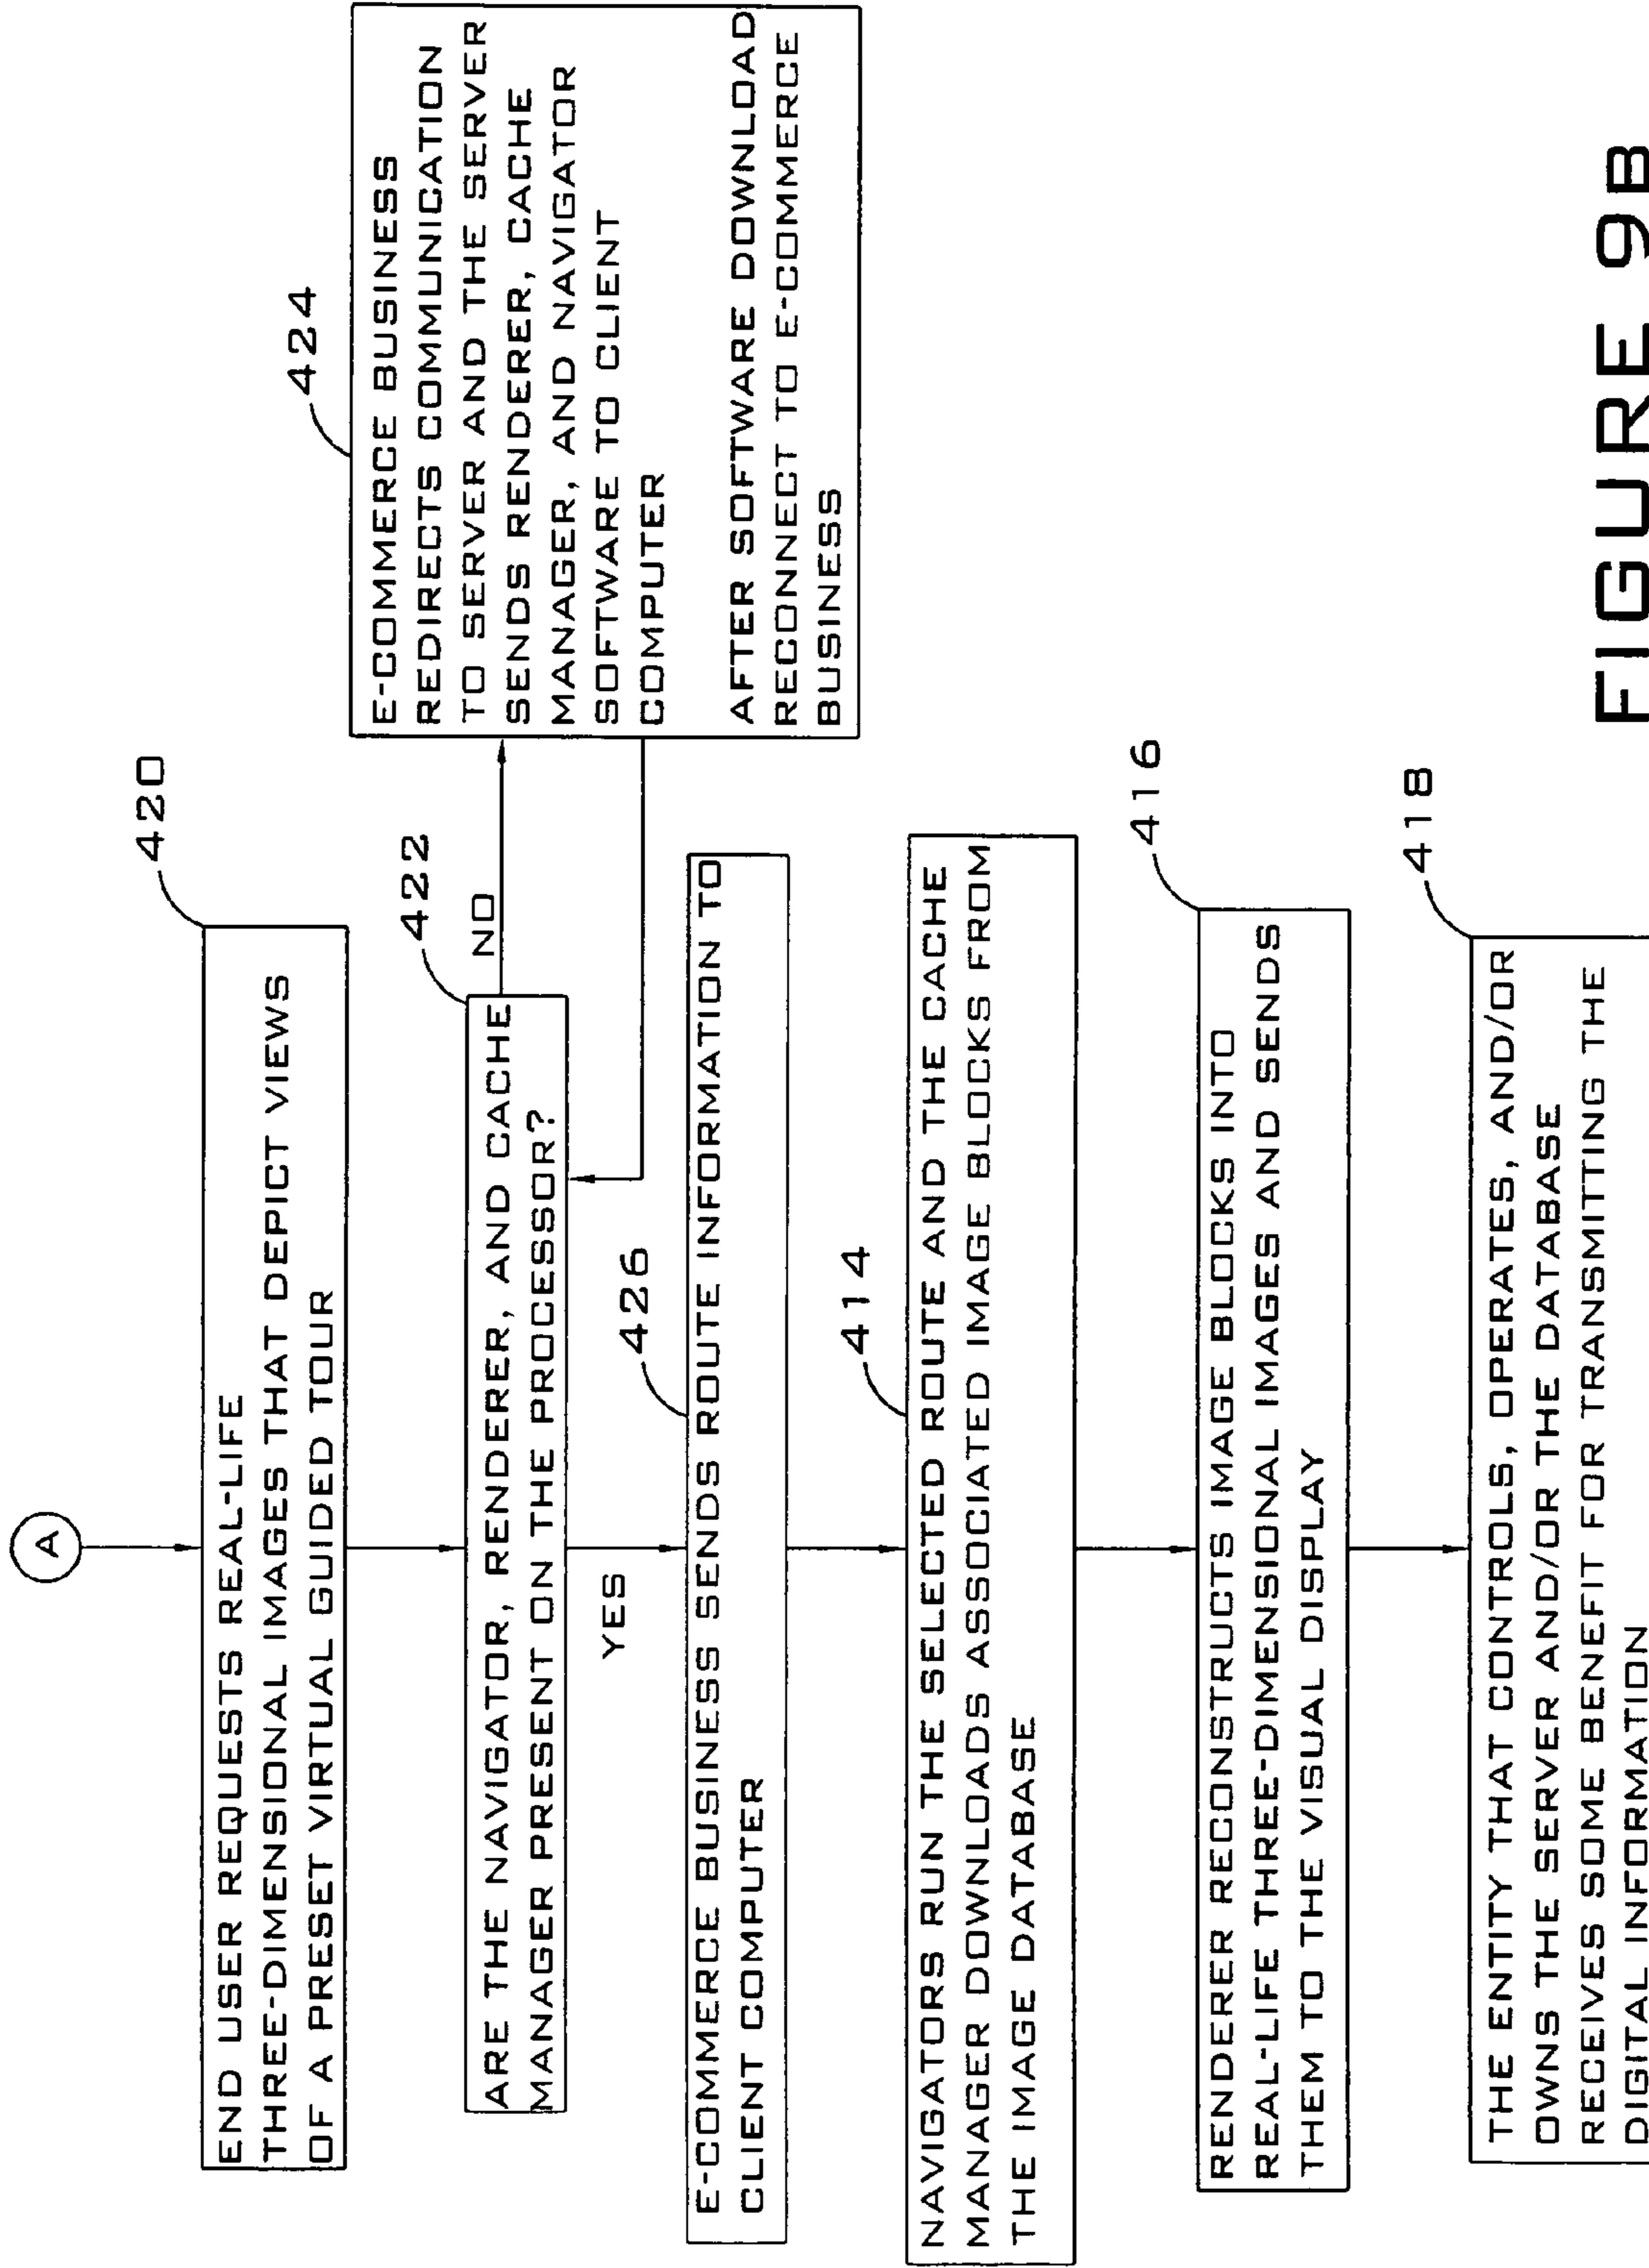 A
420
END USER REQUESTS REAL-LIFE
THREE-DIMENSIONAL IMAGES THAT DEPICT VIEWS
OF A PRESET VIRTUAL GUIDED TOUR
422
ARE THE NAVIGATOR, RENDERER, AND CACHE
MANAGER PRESENT ON THE PROCESSOR?
NO
424
E-COMMERCE BUSINESS
REDIRECTS COMMUNICATION
TO SERVER AND THE SERVER
SENDS RENDERER, CACHE
MANAGER, AND NAVIGATOR
SOFTWARE TO CLIENT
COMPUTER
AFTER SOFTWARE DOWNLOAD
RECONNECT TO E-COMMERCE
BUSINESS
YES
426
E-COMMERCE BUSINESS SENDS ROUTE INFORMATION TO
CLIENT COMPUTER
414
NAVIGATORS RUN THE SELECTED ROUTE AND THE CACHE
MANAGER DOWNLOADS ASSOCIATED IMAGE BLOCKS FROM
THE IMAGE DATABASE
416
RENDERER RECONSTRUCTS IMAGE BLOCKS INTO
REAL-LIFE THREE-DIMENSIONAL IMAGES AND SENDS
THEM TO THE VISUAL DISPLAY
418
THE ENTITY THAT CONTROLS, OPERATES, AND/OR
OWNS THE SERVER AND/OR THE DATABASE
RECEIVES SOME BENEFIT FOR TRANSMITTING THE
DIGITAL INFORMATION
FIGURE 9B